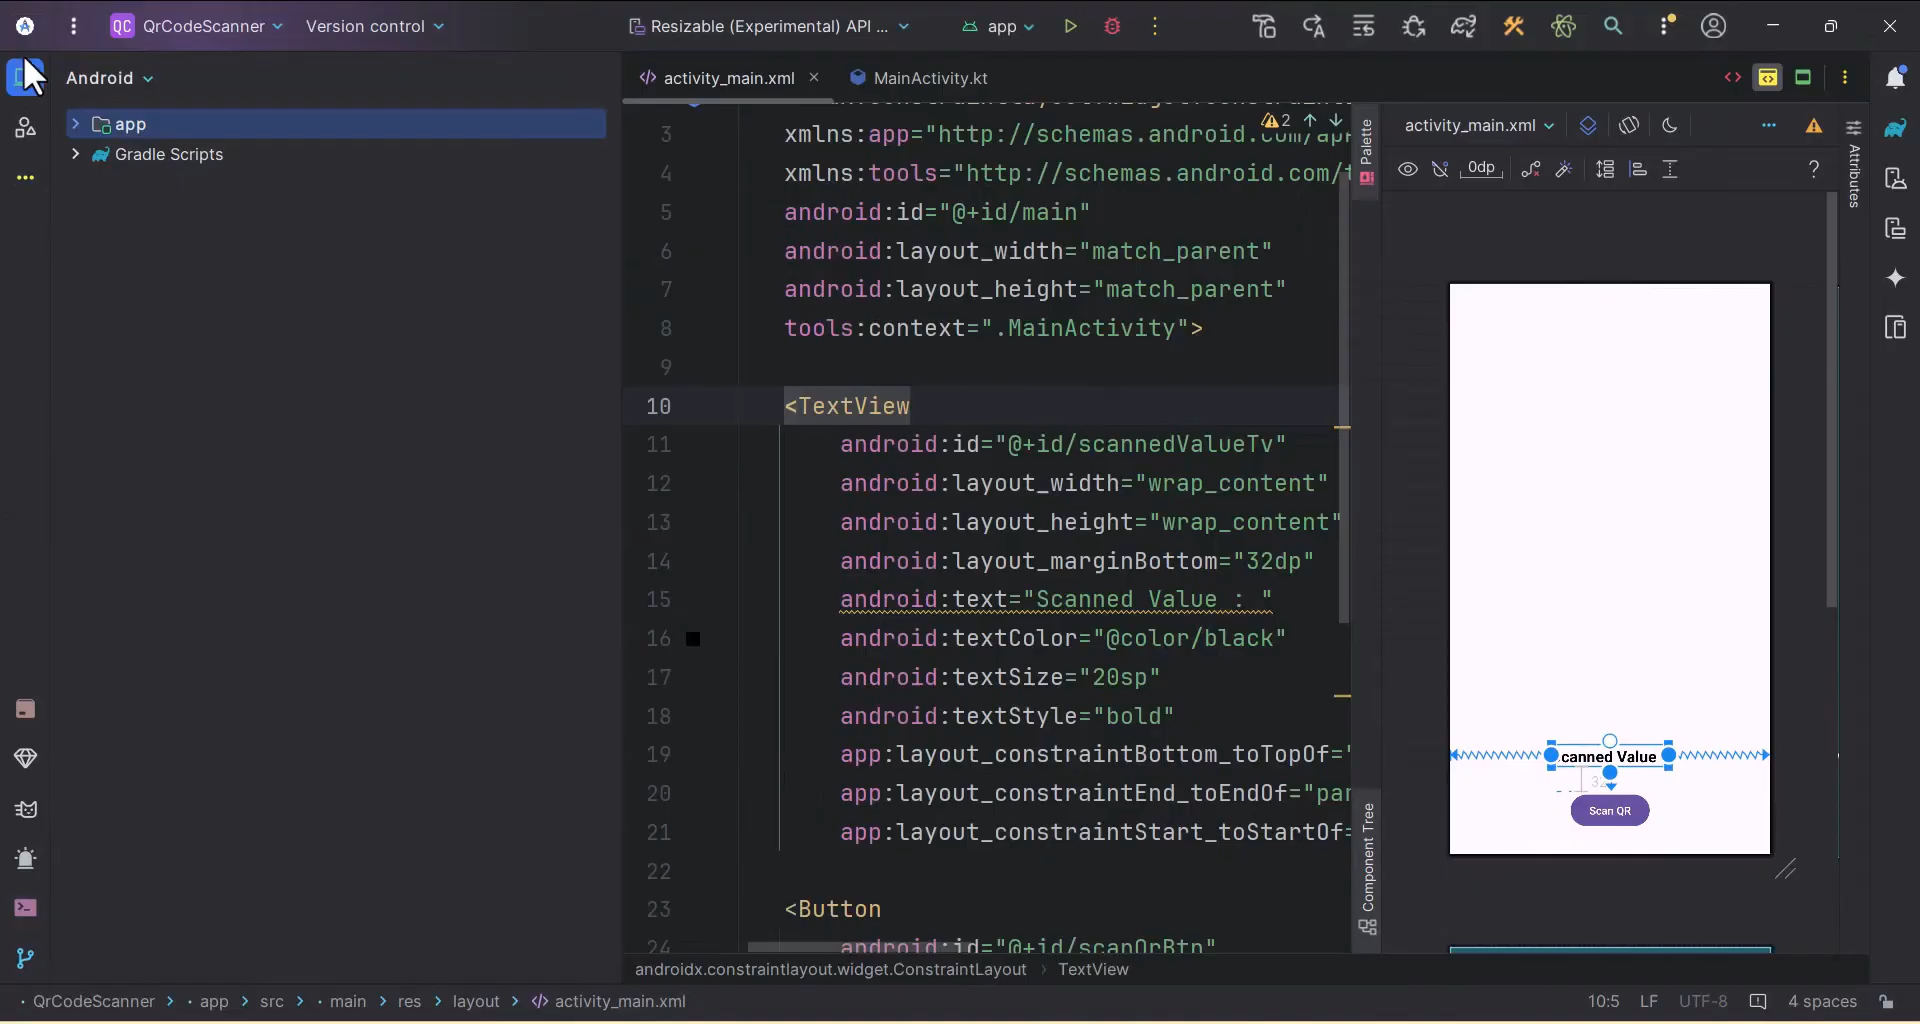 QC QrCodeScanner Version control Resizable (Experimental) API ... app
Android
app
Gradle Scripts
activity_main.xml MainActivity.kt
2
3 xmlns:app="http://schemas.android.com/ap
4 xmlns:tools="http://schemas.android.com/
5 android:id="@+id/main"
6 android:layout_width="match_parent"
7 android:layout_height="match_parent"
8 tools:context=".MainActivity">
9
10 <TextView
11 android:id="@+id/scannedValueTv"
12 android:layout_width="wrap_content"
13 android:layout_height="wrap_content"
14 android:layout_marginBottom="32dp"
15 android:text="Scanned Value : "
16 android:textColor="@color/black"
17 android:textSize="20sp"
18 android:textStyle="bold"
19 app:layout_constraintBottom_toTopOf="
20 app:layout_constraintEnd_toEndOf="par
21 app:layout_constraintStart_toStartOf=
22
23 <Button
24 android:id="@+id/scanQrBtn"
androidx.constraintlayout.widget.ConstraintLayout › TextView
Palette
Component Tree
activity_main.xml
0dp
?
Attributes
canned Value
Scan QR
QrCodeScanner > app > src > main > res > layout > activity_main.xml
10:5 LF UTF-8 4 spaces